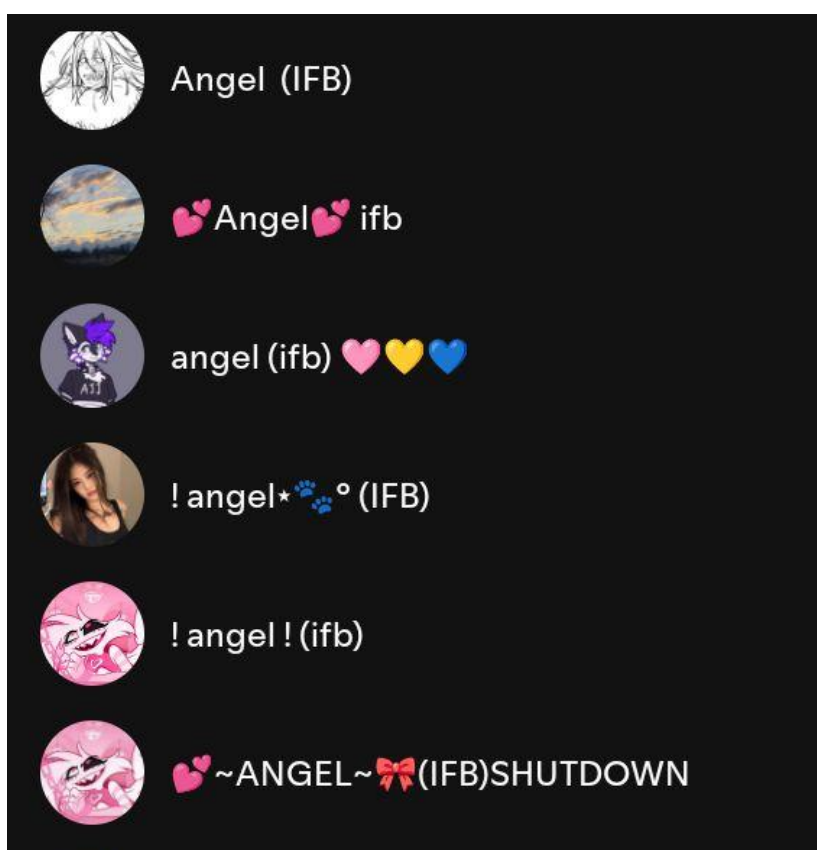 Angel (IFB)
💕Angel💕 ifb
angel (ifb) 🩷💛💙
! angel⋆🐾° (IFB)
! angel ! (ifb)
💕~ANGEL~🎀(IFB)SHUTDOWN